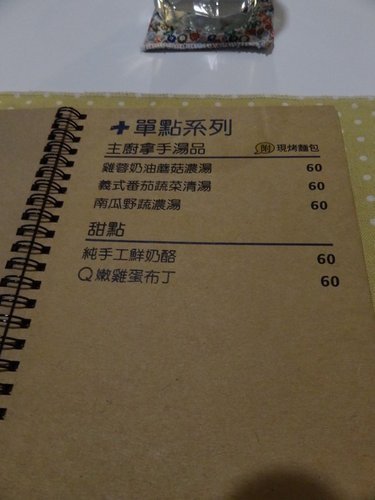 + 單點系列
主廚拿手湯品 附 現烤麵包
雞蓉奶油蘑菇濃湯 60
義式番茄蔬菜清湯 60
南瓜野蔬濃湯 60
甜點
純手工鮮奶酪 60
Q嫩雞蛋布丁 60